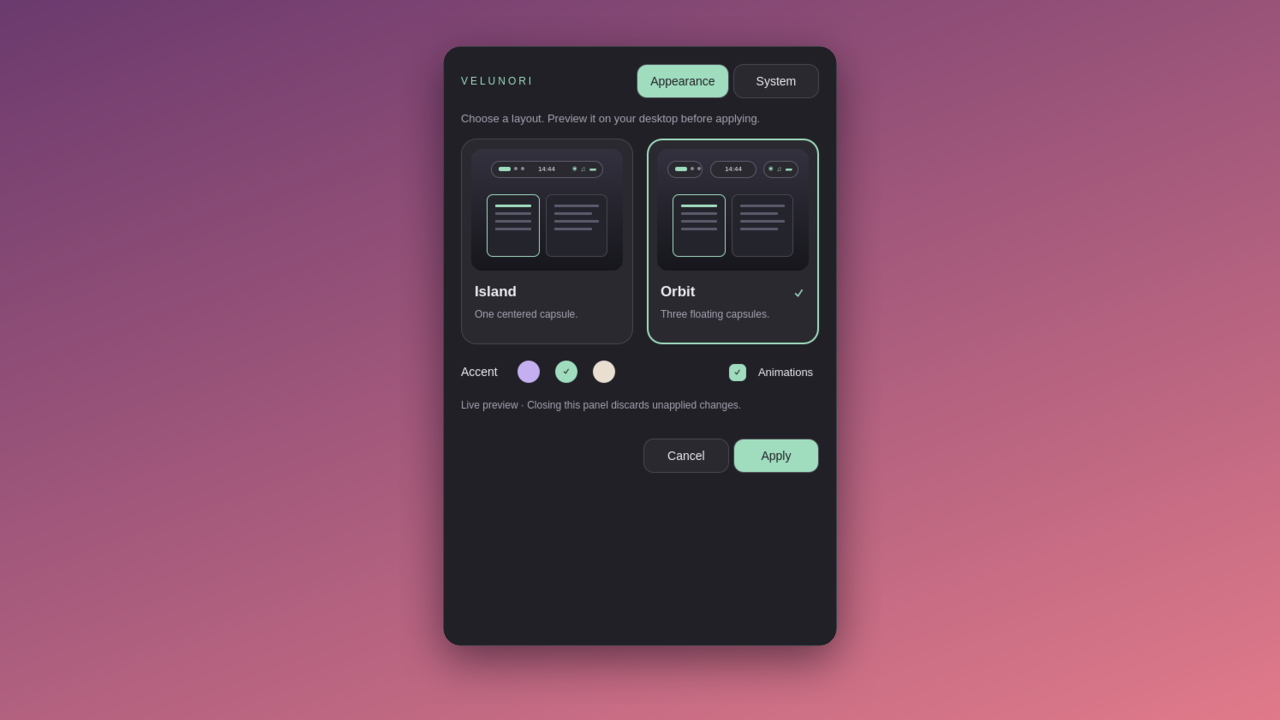 VELUNORI
Appearance
System
Choose a layout. Preview it on your desktop before applying.
14:44
14:44
Island
One centered capsule.
Orbit
Three floating capsules.
Accent
Animations
Live preview · Closing this panel discards unapplied changes.
Cancel
Apply